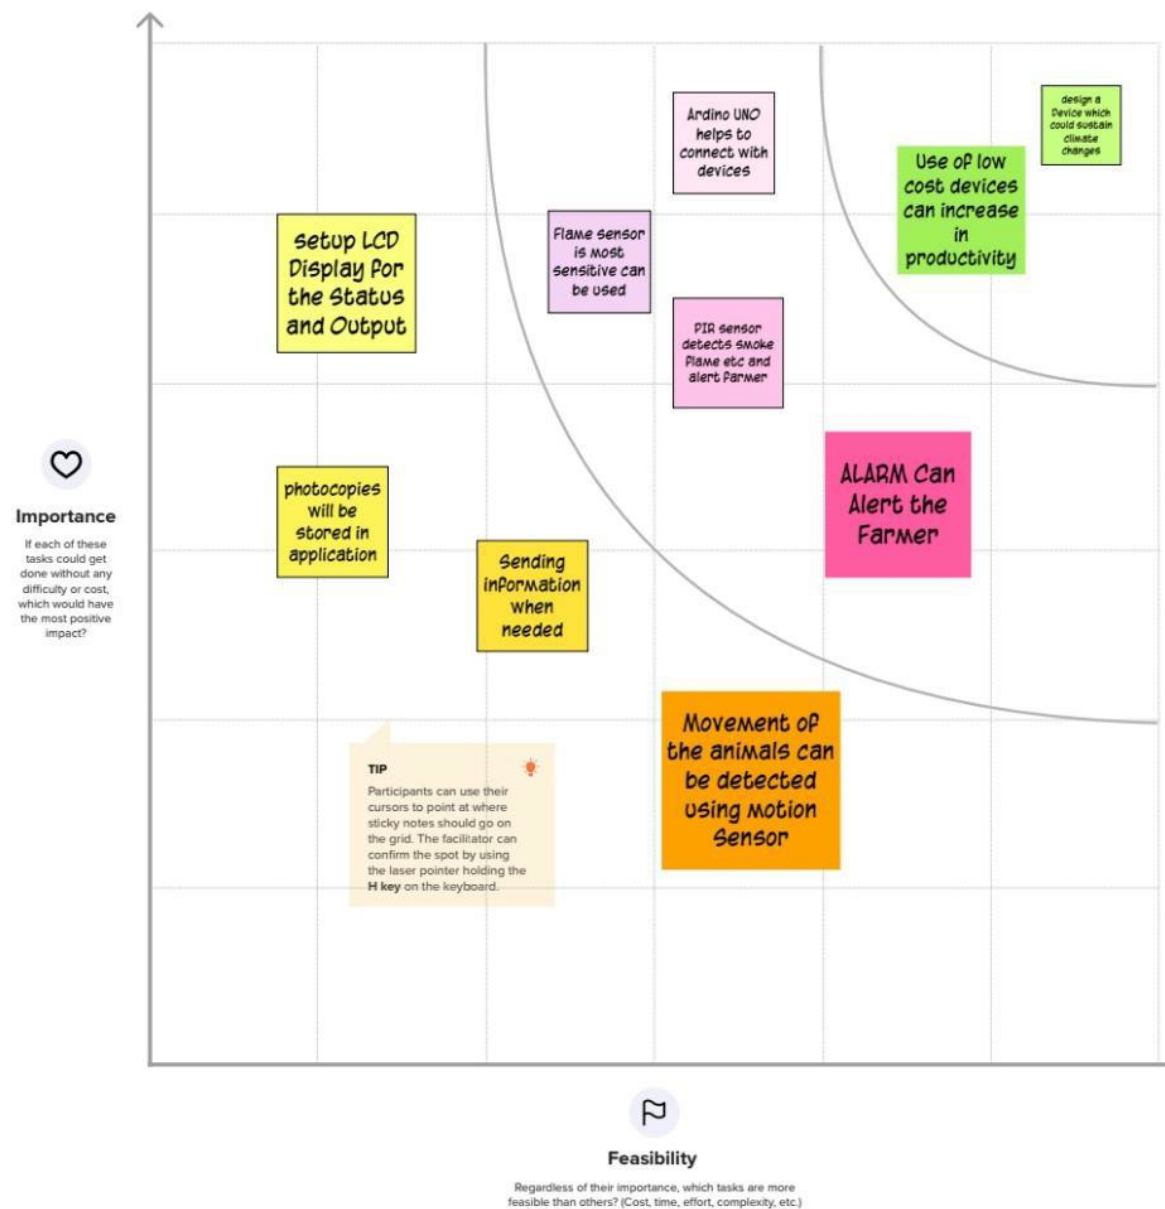 Ardino UNO
helps to
connect with
devices
design a
Device which
could sustain
climate
changes
Use of low
cost devices
can increase
in
productivity
setup LCD
Display for
the Status
and Output
Flame sensor
is most
sensitive can
be used
PIR sensor
detects smoke
flame etc and
alert farmer
ALARM Can
Alert the
Farmer
photocopies
will be
stored in
application
Sending
information
when
needed
Movement of
the animals can
be detected
using motion
Sensor
TIP
Participants can use their
cursors to point at where
sticky notes should go on
the grid. The facilitator can
confirm the spot by using
the laser pointer holding the
H key on the keyboard.
Importance
If each of these
tasks could get
done without any
difficulty or cost,
which would have
the most positive
impact?
Feasibility
Regardless of their importance, which tasks are more
feasible than others? (Cost, time, effort, complexity, etc.)